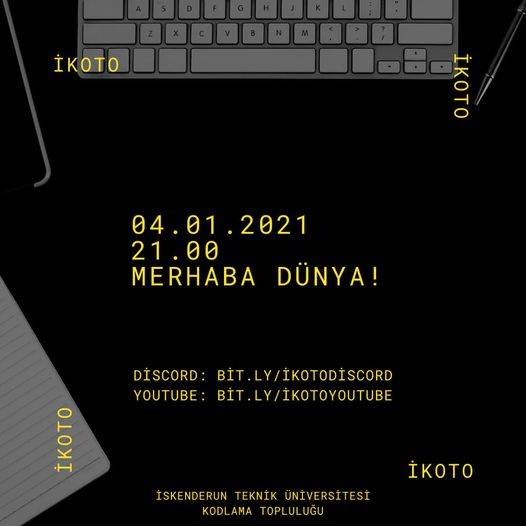 İKOTO
İKOTO
04.01.2021
21.00
MERHABA DÜNYA!
DİSCORD: BİT.LY/İKOTODİSCORD
YOUTUBE: BİT.LY/İKOTOYOUTUBE
İKOTO
İKOTO
İSKENDERUN TEKNİK ÜNİVERSİTESİ
KODLAMA TOPLULUĞU